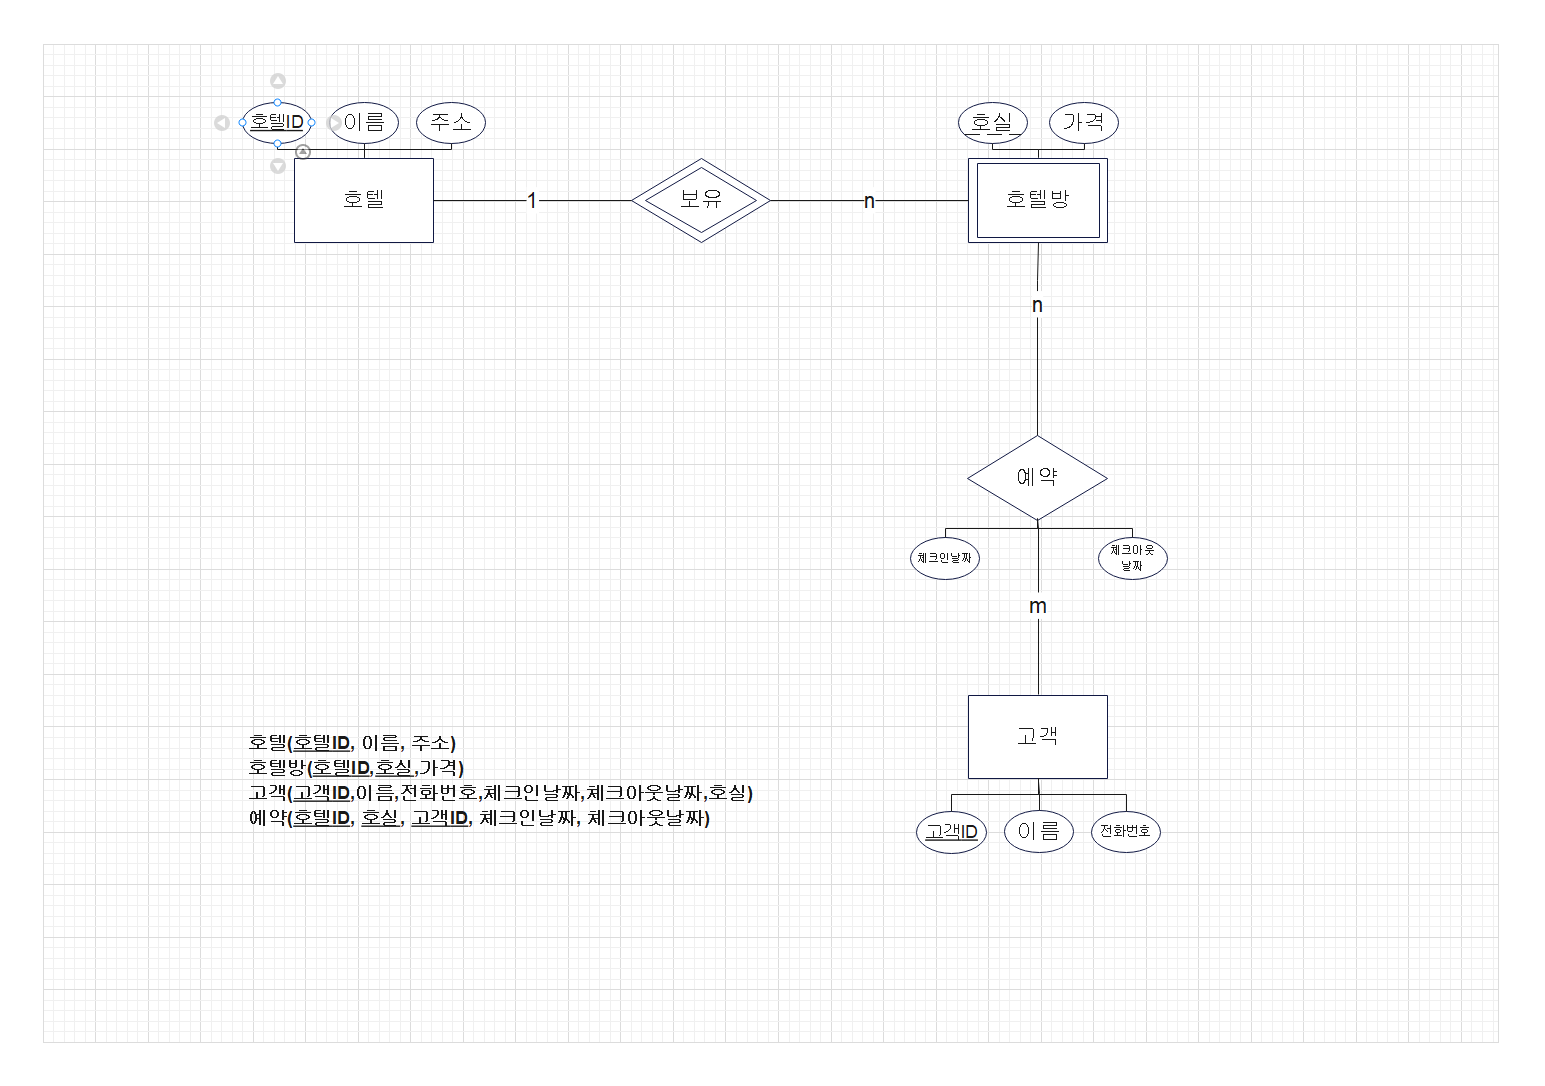 호텔ID 이름 주소
호실 가격
호텔 1 보유 n 호텔방
n
예약
체크인날짜
체크아웃
날짜
m
고객
고객ID 이름 전화번호
호텔(호텔ID, 이름, 주소)
호텔방(호텔ID,호실,가격)
고객(고객ID,이름,전화번호,체크인날짜,체크아웃날짜,호실)
예약(호텔ID, 호실, 고객ID, 체크인날짜, 체크아웃날짜)